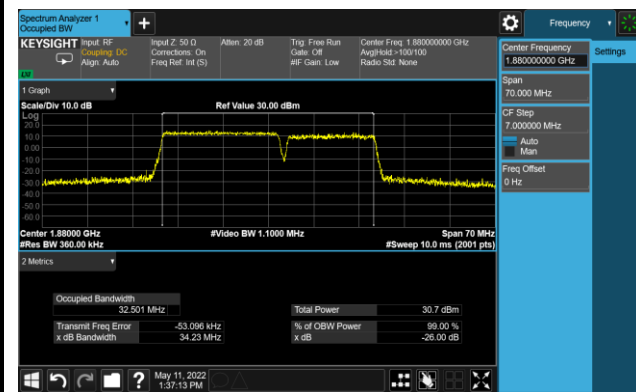 Spectrum Analyzer 1
Occupied BW
+
Frequency
KEYSIGHT
Input: RF
Coupling: DC
Align: Auto
Input Z: 50 Ω
Corrections: On
Freq Ref: Int (S)
Atten: 20 dB
Trig: Free Run
Gate: Off
#IF Gain: Low
Center Freq: 1.880000000 GHz
Avg|Hold:>100/100
Radio Std: None
Center Frequency
1.880000000 GHz
Settings
Span
70.000 MHz
CF Step
7.000000 MHz
Auto
Man
Freq Offset
0 Hz
1 Graph
Scale/Div 10.0 dB
Ref Value 30.00 dBm
Log
20.0
10.0
0.00
-10.0
-20.0
-30.0
-40.0
-50.0
-60.0
Center 1.88000 GHz
#Video BW 1.1000 MHz
Span 70 MHz
#Res BW 360.00 kHz
#Sweep 10.0 ms (2001 pts)
2 Metrics
Occupied Bandwidth
32.501 MHz
Total Power
30.7 dBm
Transmit Freq Error
-53.096 kHz
% of OBW Power
99.00 %
x dB Bandwidth
34.23 MHz
x dB
-26.00 dB
?
May 11, 2022
1:37:13 PM